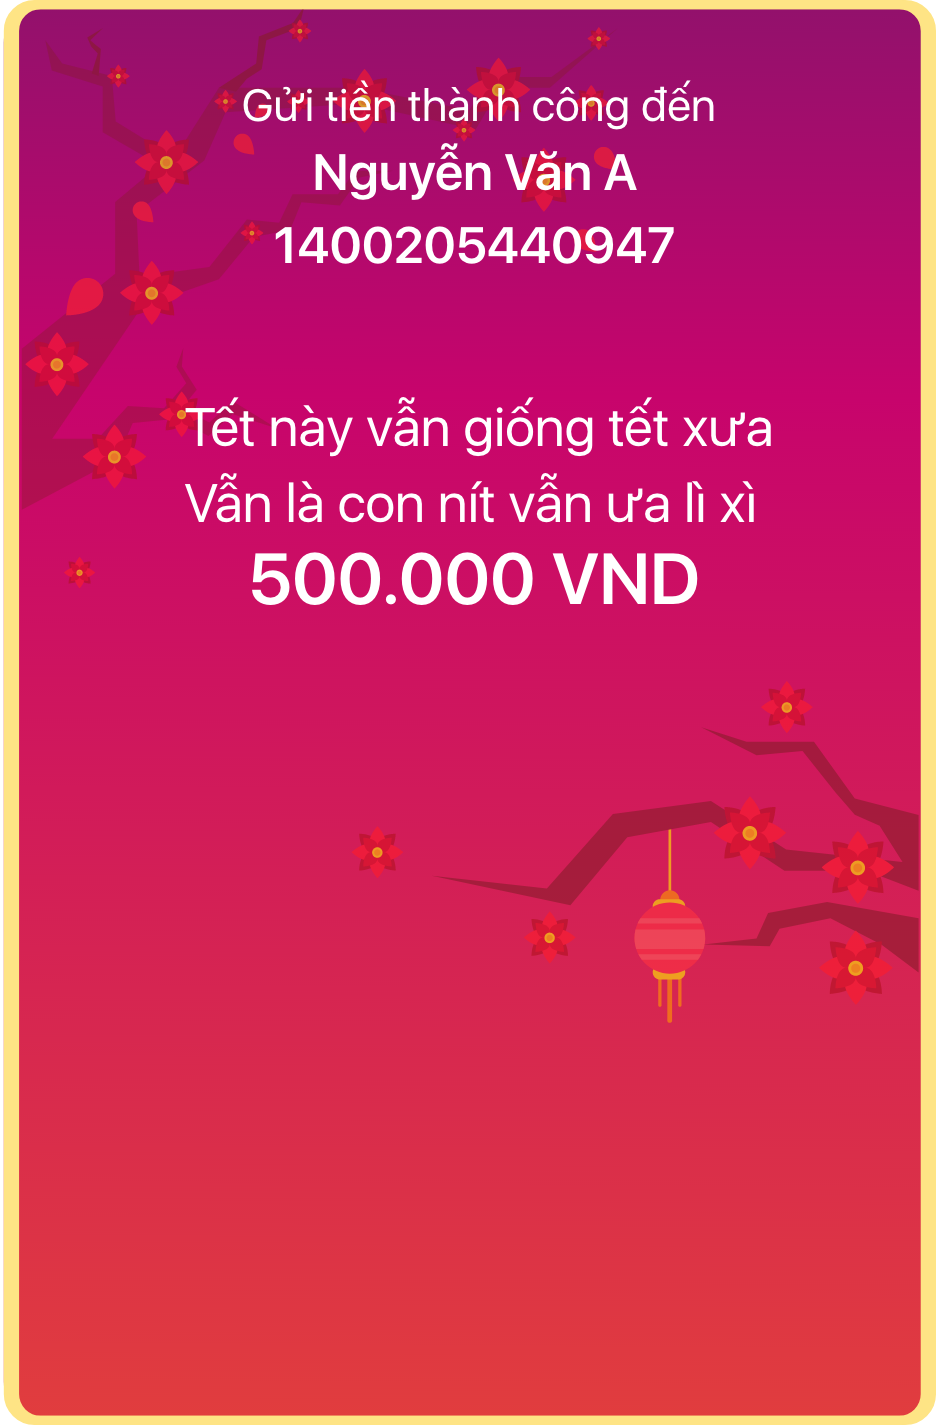 Gửi tiền thành công đến
Nguyễn Văn A
1400205440947
Tết này vẫn giống tết xưa
Vẫn là con nít vẫn ưa lì xì
500.000 VND